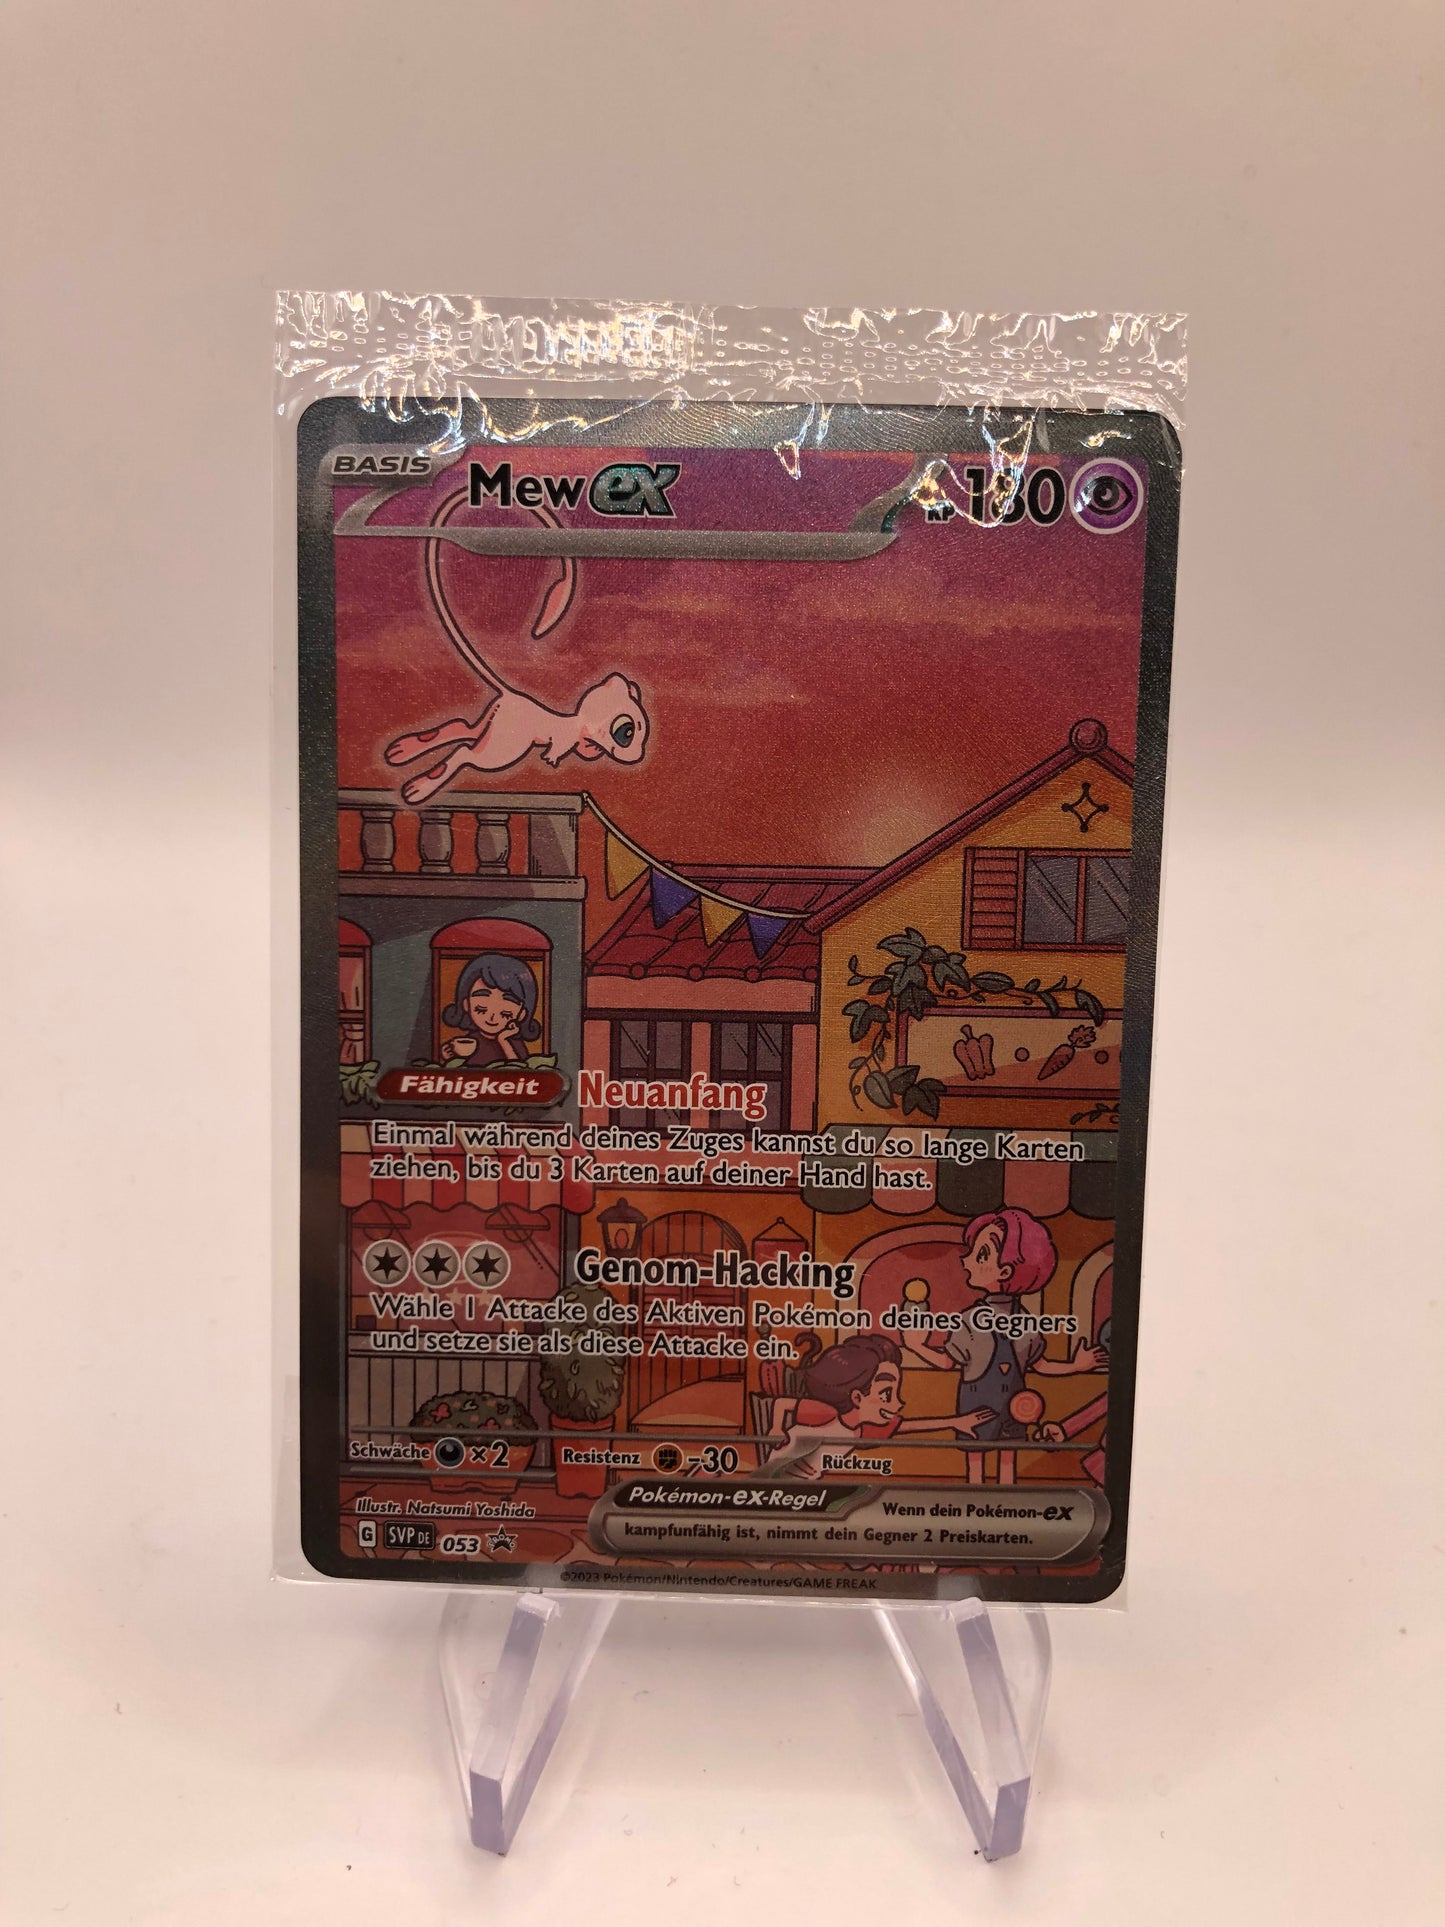 BASIS
Mew ex
KP 180
Fähigkeit Neuanfang
Einmal während deines Zuges kannst du so lange Karten
ziehen, bis du 3 Karten auf deiner Hand hast.
Genom-Hacking
Wähle 1 Attacke des Aktiven Pokémon deines Gegners
und setze sie als diese Attacke ein.
Schwäche ×2 Resistenz -30 Rückzug
Illustr. Natsumi Yoshida
Pokémon-ex-Regel Wenn dein Pokémon-ex
kampfunfähig ist, nimmt dein Gegner 2 Preiskarten.
G SVP DE 053
©2023 Pokémon/Nintendo/Creatures/GAME FREAK